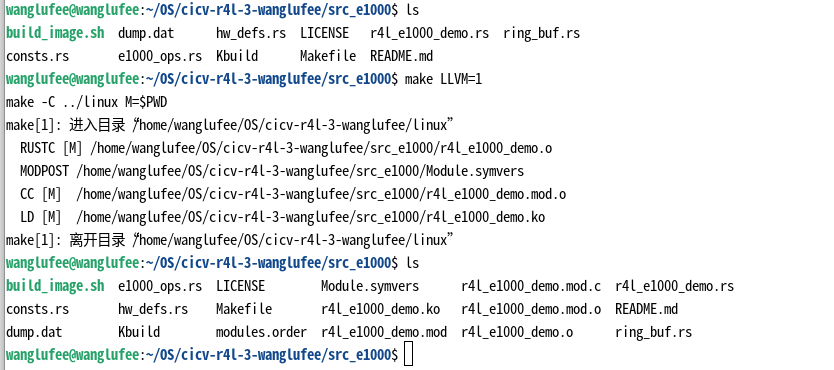 wanglufee@wanglufee:~/OS/cicv-r4l-3-wanglufee/src_e1000$ ls
build_image.sh  dump.dat      hw_defs.rs  LICENSE   r4l_e1000_demo.rs  ring_buf.rs
consts.rs       e1000_ops.rs  Kbuild      Makefile  README.md
wanglufee@wanglufee:~/OS/cicv-r4l-3-wanglufee/src_e1000$ make LLVM=1
make -C ../linux M=$PWD
make[1]: 进入目录“/home/wanglufee/OS/cicv-r4l-3-wanglufee/linux”
  RUSTC [M] /home/wanglufee/OS/cicv-r4l-3-wanglufee/src_e1000/r4l_e1000_demo.o
  MODPOST /home/wanglufee/OS/cicv-r4l-3-wanglufee/src_e1000/Module.symvers
  CC [M]  /home/wanglufee/OS/cicv-r4l-3-wanglufee/src_e1000/r4l_e1000_demo.mod.o
  LD [M]  /home/wanglufee/OS/cicv-r4l-3-wanglufee/src_e1000/r4l_e1000_demo.ko
make[1]: 离开目录“/home/wanglufee/OS/cicv-r4l-3-wanglufee/linux”
wanglufee@wanglufee:~/OS/cicv-r4l-3-wanglufee/src_e1000$ ls
build_image.sh  e1000_ops.rs  LICENSE        Module.symvers      r4l_e1000_demo.mod.c  r4l_e1000_demo.rs
consts.rs       hw_defs.rs    Makefile       r4l_e1000_demo.ko   r4l_e1000_demo.mod.o  README.md
dump.dat        Kbuild        modules.order  r4l_e1000_demo.mod  r4l_e1000_demo.o      ring_buf.rs
wanglufee@wanglufee:~/OS/cicv-r4l-3-wanglufee/src_e1000$